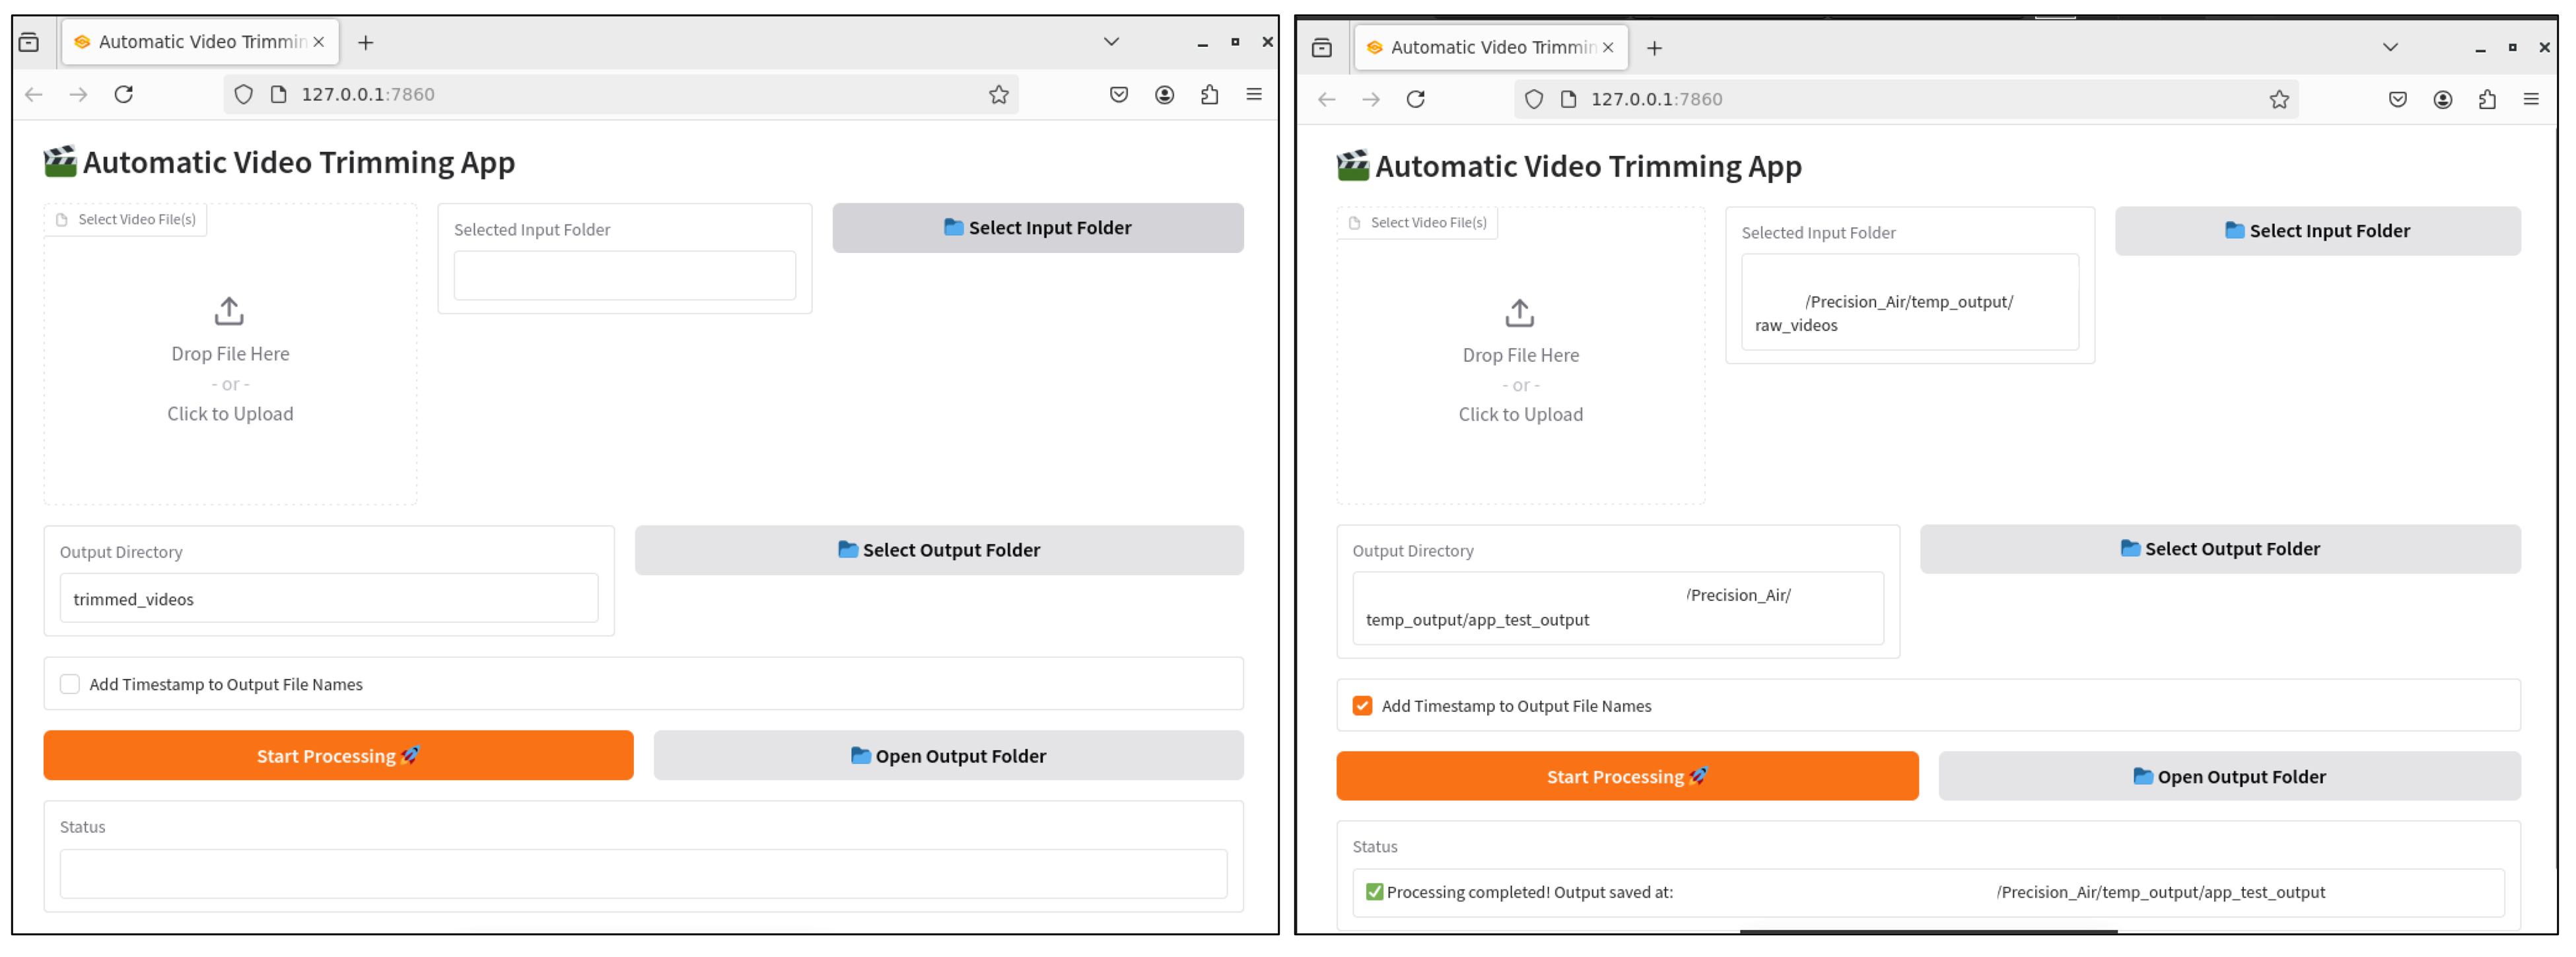 Automatic Video Trimmin
127.0.0.1:7860
Automatic Video Trimming App
Select Video File(s)
Drop File Here
- or -
Click to Upload
Selected Input Folder
Select Input Folder
Output Directory
trimmed_videos
Select Output Folder
Add Timestamp to Output File Names
Start Processing
Open Output Folder
Status
Automatic Video Trimmin
127.0.0.1:7860
Automatic Video Trimming App
Select Video File(s)
Drop File Here
- or -
Click to Upload
Selected Input Folder
/Precision_Air/temp_output/
raw_videos
Select Input Folder
Output Directory
/Precision_Air/
temp_output/app_test_output
Select Output Folder
Add Timestamp to Output File Names
Start Processing
Open Output Folder
Status
Processing completed! Output saved at: /Precision_Air/temp_output/app_test_output